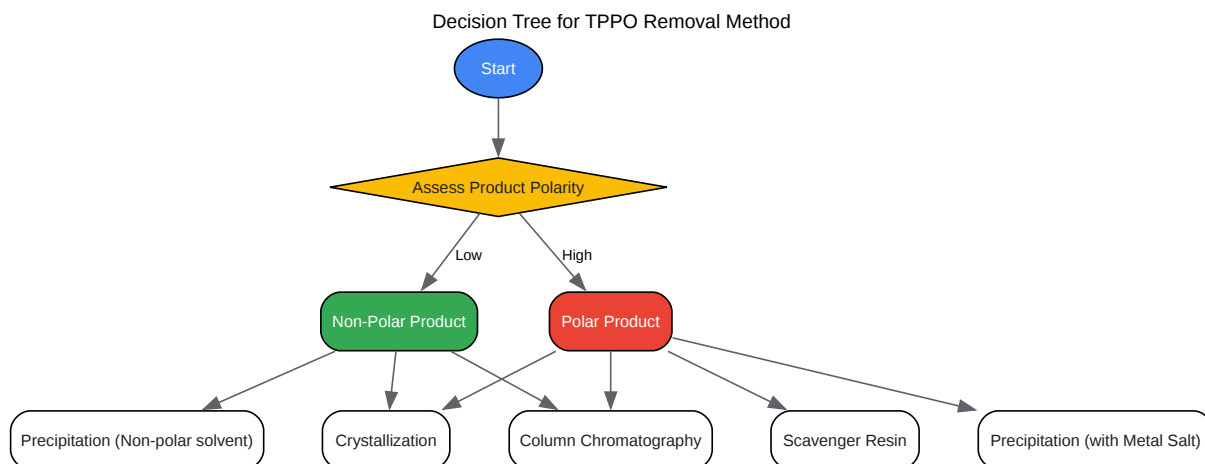 Decision Tree for TPPO Removal Method
Start
Assess Product Polarity
Low
High
Non-Polar Product
Polar Product
Precipitation (Non-polar solvent)
Crystallization
Column Chromatography
Scavenger Resin
Precipitation (with Metal Salt)